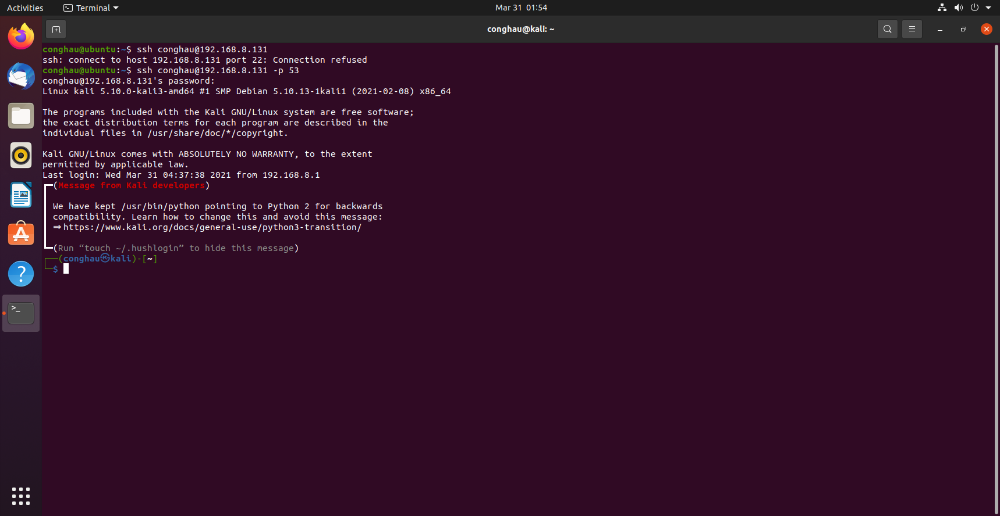 Activities Terminal Mar 31 01:54
conghau@kali: ~
conghau@ubuntu:~$ ssh conghau@192.168.8.131
ssh: connect to host 192.168.8.131 port 22: Connection refused
conghau@ubuntu:~$ ssh conghau@192.168.8.131 -p 53
conghau@192.168.8.131's password:
Linux kali 5.10.0-kali3-amd64 #1 SMP Debian 5.10.13-1kali1 (2021-02-08) x86_64
The programs included with the Kali GNU/Linux system are free software;
the exact distribution terms for each program are described in the
individual files in /usr/share/doc/*/copyright.
Kali GNU/Linux comes with ABSOLUTELY NO WARRANTY, to the extent
permitted by applicable law.
Last login: Wed Mar 31 04:37:38 2021 from 192.168.8.1
┏━(Message from Kali developers)
┃ We have kept /usr/bin/python pointing to Python 2 for backwards
┃ compatibility. Learn how to change this and avoid this message:
┃ ⇒ https://www.kali.org/docs/general-use/python3-transition/
┗━(Run “touch ~/.hushlogin” to hide this message)
┌──(conghau㉿kali)-[~]
└─$